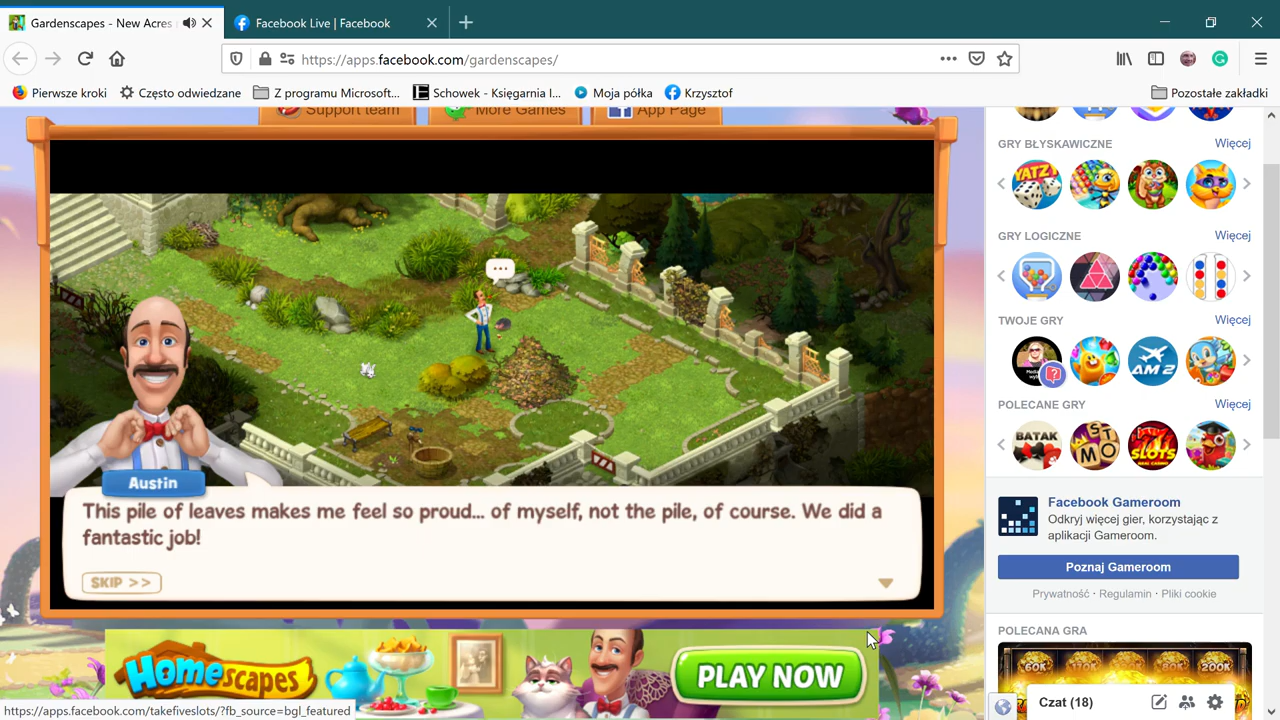 Gardenscapes - New Acres
Facebook Live | Facebook
https://apps.facebook.com/gardenscapes/
Pierwsze kroki
Często odwiedzane
Z programu Microsoft...
Schowek - Księgarnia I...
Moja półka
Krzysztof
Pozostałe zakładki
Support team
More Games
App Page
GRY BŁYSKAWICZNE
Więcej
YATZY
GRY LOGICZNE
Więcej
TWOJE GRY
Więcej
AM 2
POLECANE GRY
Więcej
BATAK
STMO
SLOTS
Facebook Gameroom
Odkryj więcej gier, korzystając z
aplikacji Gameroom.
Poznaj Gameroom
Prywatność · Regulamin · Pliki cookie
POLECANA GRA
60K
200K
Czat (18)
Austin
This pile of leaves makes me feel so proud... of myself, not the pile, of course. We did a
fantastic job!
SKIP >>
Homescapes
PLAY NOW
https://apps.facebook.com/takefiveslots/?fb_source=bgl_featured